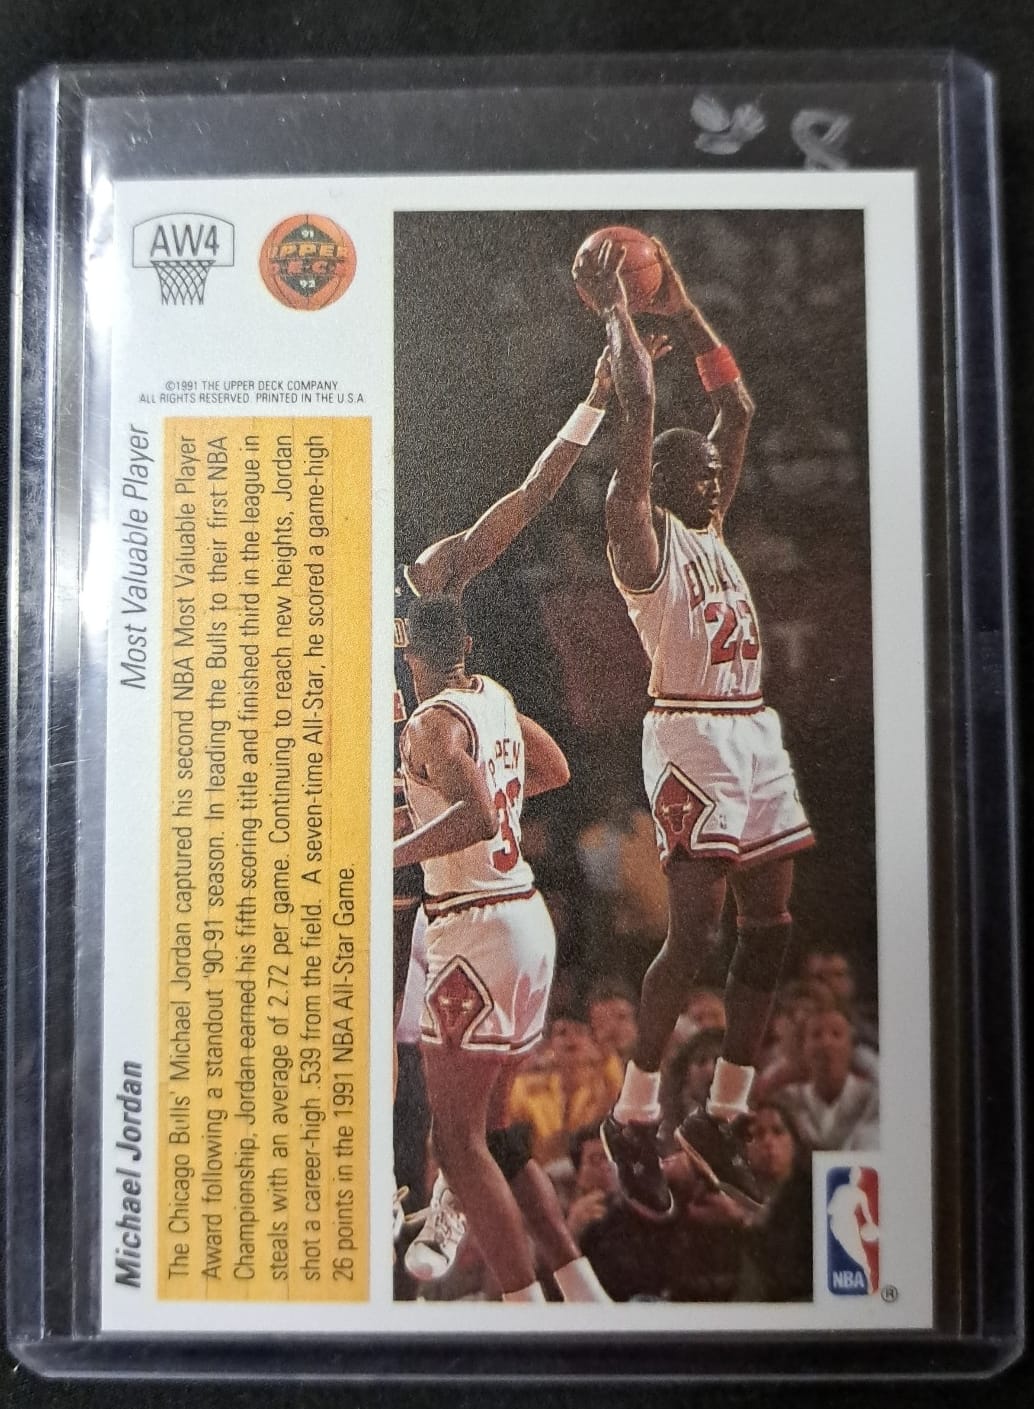 AW4
91
UPPER
DECK
92
©1991 THE UPPER DECK COMPANY
ALL RIGHTS RESERVED. PRINTED IN THE U.S.A.
Michael Jordan
Most Valuable Player
The Chicago Bulls' Michael Jordan captured his second NBA Most Valuable Player
Award following a standout '90-91 season. In leading the Bulls to their first NBA
Championship, Jordan earned his fifth scoring title and finished third in the league in
steals with an average of 2.72 per game. Continuing to reach new heights, Jordan
shot a career-high .539 from the field. A seven-time All-Star, he scored a game-high
26 points in the 1991 NBA All-Star Game.
BULLS
23
PIPPEN
33
NBA
®